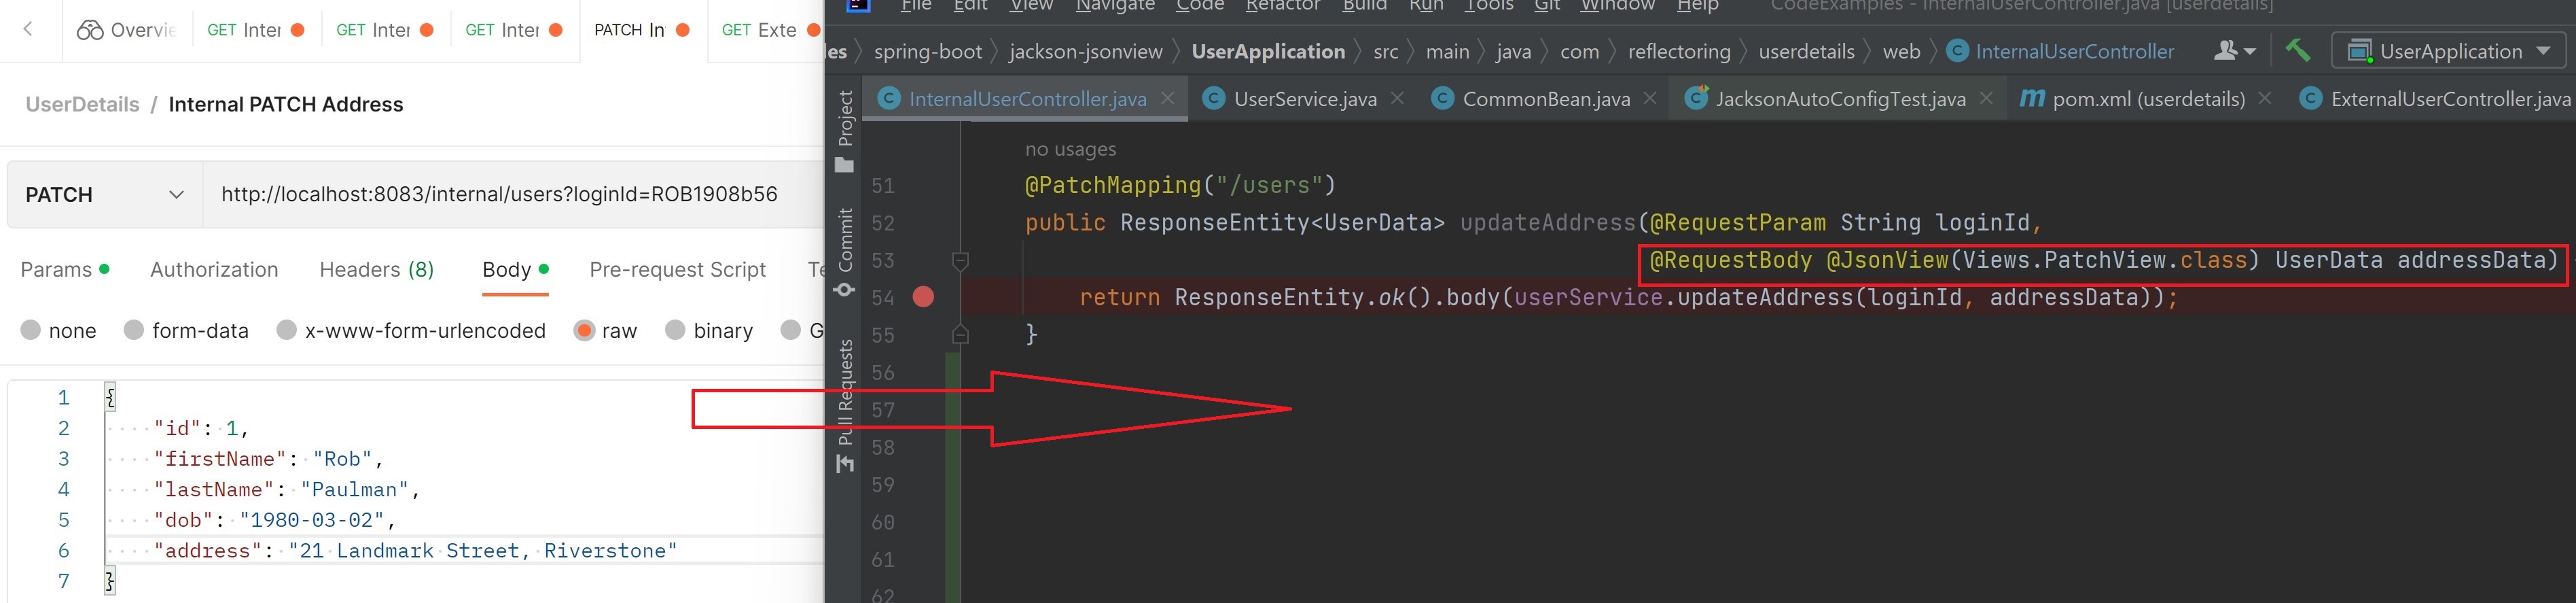 Overvie GET Inter GET Inter GET Inter PATCH In GET Exte
UserDetails / Internal PATCH Address
PATCH http://localhost:8083/internal/users?loginId=ROB1908b56
Params Authorization Headers (8) Body Pre-request Script Te
none form-data x-www-form-urlencoded raw binary G
1 {
2 "id": 1,
3 "firstName": "Rob",
4 "lastName": "Paulman",
5 "dob": "1980-03-02",
6 "address": "21 Landmark Street, Riverstone"
7 }
File Edit View Navigate Code Refactor Build Run Tools Git Window Help CodeExamples - InternalUserController.java [userdetails]
les spring-boot jackson-jsonview UserApplication src main java com reflectoring userdetails web InternalUserController UserApplication
InternalUserController.java UserService.java CommonBean.java JacksonAutoConfigTest.java pom.xml (userdetails) ExternalUserController.java
Project
Commit
Pull Requests
no usages
51 @PatchMapping("/users")
52 public ResponseEntity<UserData> updateAddress(@RequestParam String loginId,
53 @RequestBody @JsonView(Views.PatchView.class) UserData addressData)
54 return ResponseEntity.ok().body(userService.updateAddress(loginId, addressData));
55 }
56
57
58
59
60
61
62